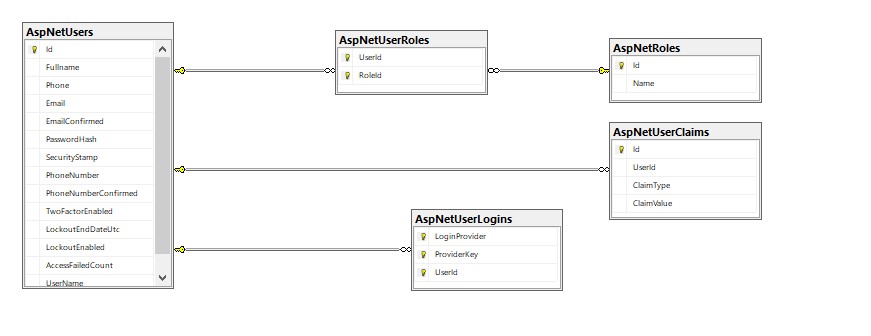 AspNetUsers
Id
Fullname
Phone
Email
EmailConfirmed
PasswordHash
SecurityStamp
PhoneNumber
PhoneNumberConfirmed
TwoFactorEnabled
LockoutEndDateUtc
LockoutEnabled
AccessFailedCount
UserName
AspNetUserRoles
UserId
RoleId
AspNetRoles
Id
Name
AspNetUserClaims
Id
UserId
ClaimType
ClaimValue
AspNetUserLogins
LoginProvider
ProviderKey
UserId